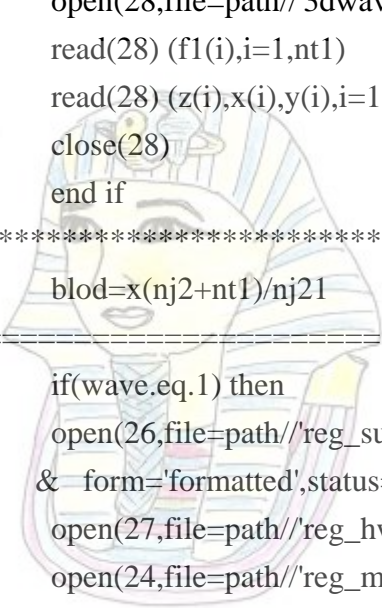 open(28,file=path//'3dwav
read(28) (f1(i),i=1,nt1)
read(28) (z(i),x(i),y(i),i=1
close(28)
end if
************************
blod=x(nj2+nt1)/nj21
========================
if(wave.eq.1) then
open(26,file=path//'reg_su
& form='formatted',status=
open(27,file=path//'reg_hv
open(24,file=path//'reg_m